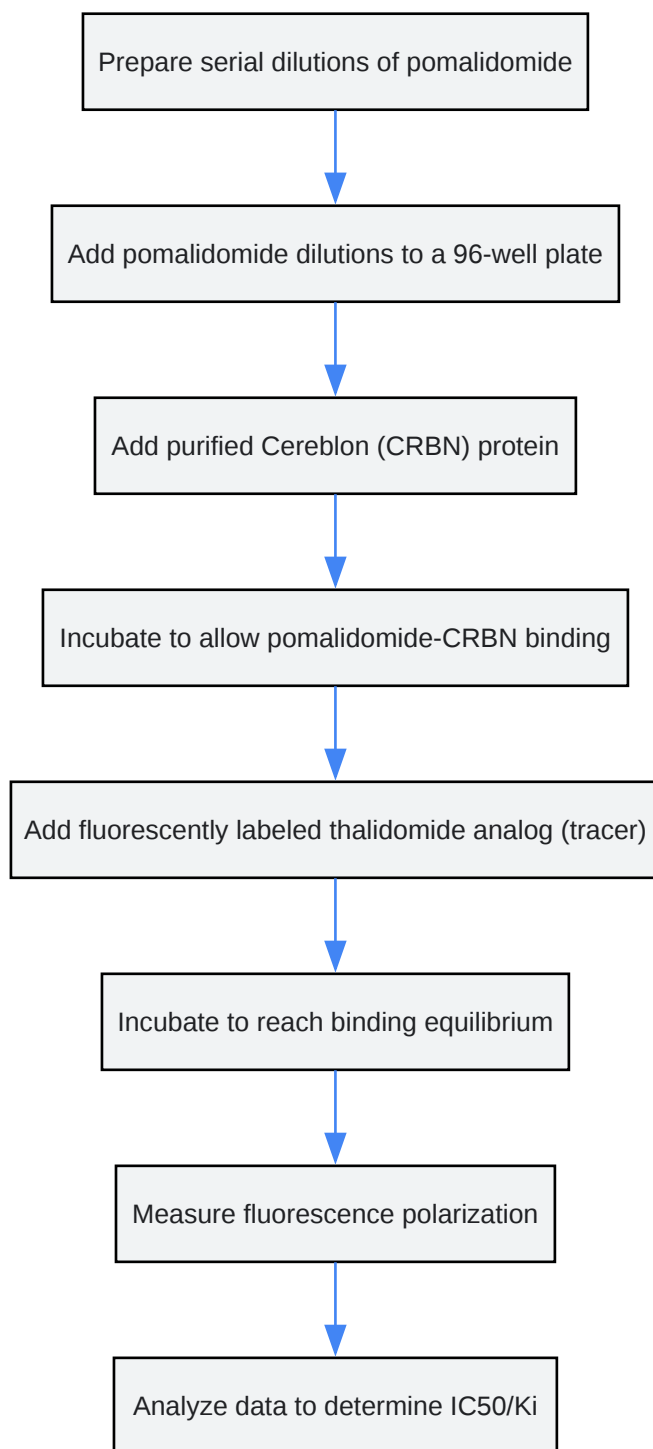 Prepare serial dilutions of pomalidomide
Add pomalidomide dilutions to a 96-well plate
Add purified Cereblon (CRBN) protein
Incubate to allow pomalidomide-CRBN binding
Add fluorescently labeled thalidomide analog (tracer)
Incubate to reach binding equilibrium
Measure fluorescence polarization
Analyze data to determine IC50/Ki